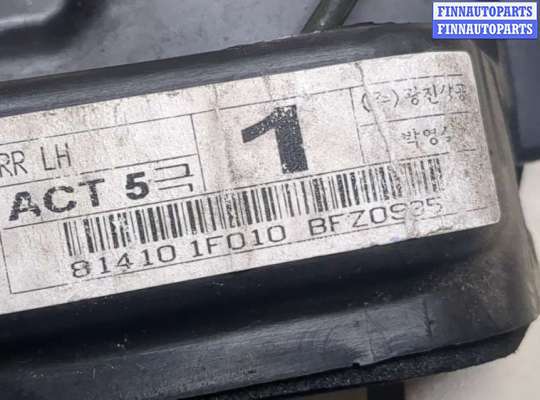 FINNAUTOPARTS
FINNAUTOPARTS
RR LH
ACT 5극
1
(주) 광진상공
박영수
81410 1F010 BFZ0935